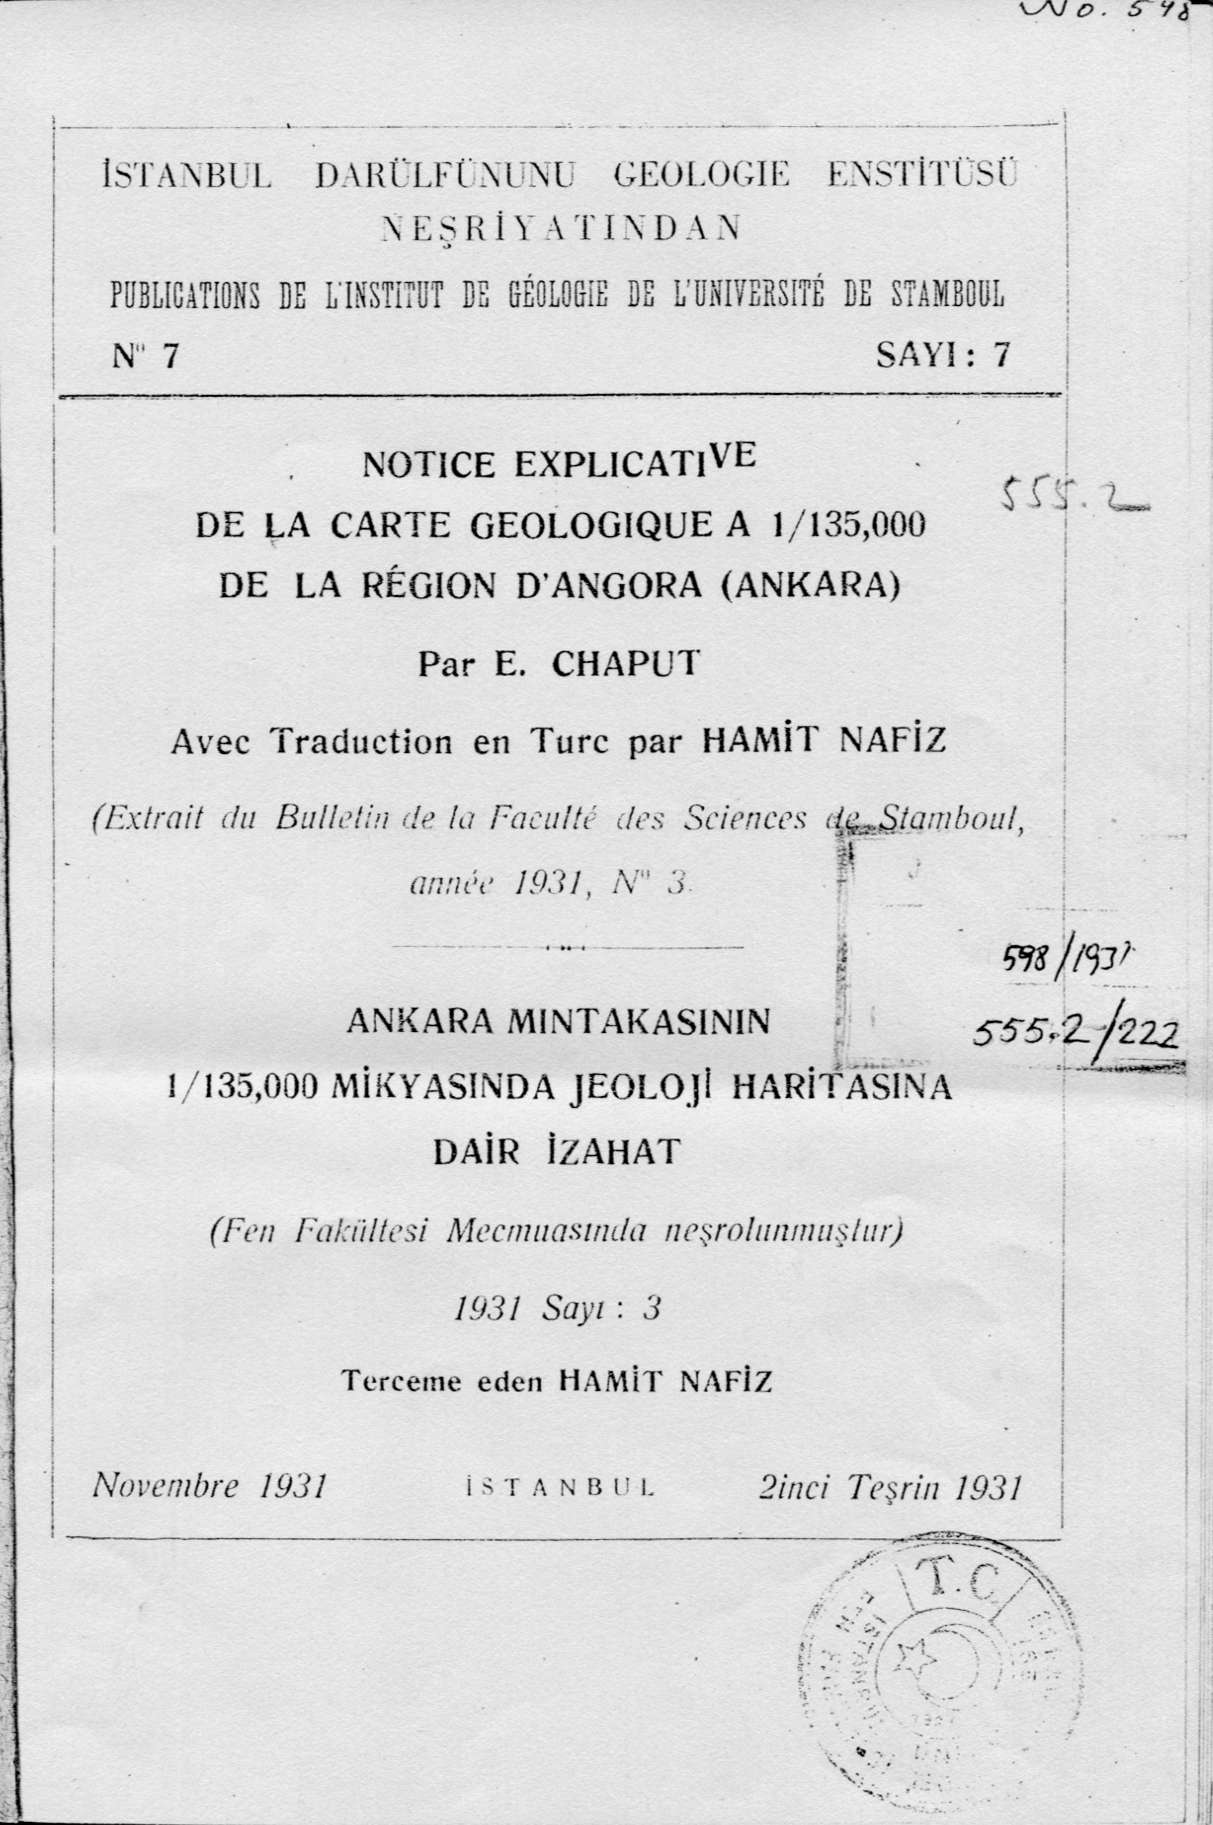 No. 598
İSTANBUL DARÜLFÜNUNU GEOLOGIE ENSTİTÜSÜ
NEŞRİYATINDAN
PUBLICATIONS DE L'INSTITUT DE GÉOLOGIE DE L'UNIVERSITÉ DE STAMBOUL
N° 7 SAYI: 7
NOTICE EXPLICATIVE
DE LA CARTE GEOLOGIQUE A 1/135,000
555.2
DE LA RÉGION D'ANGORA (ANKARA)
Par E. CHAPUT
Avec Traduction en Turc par HAMİT NAFİZ
(Extrait du Bulletin de la Faculté des Sciences de Stamboul,
année 1931, N° 3.
598/1931
ANKARA MINTAKASININ
555.2/222
1/135,000 MİKYASINDA JEOLOJİ HARİTASINA
DAİR İZAHAT
(Fen Fakültesi Mecmuasında neşrolunmuştur)
1931 Sayı : 3
Terceme eden HAMİT NAFİZ
Novembre 1931 İSTANBUL 2inci Teşrin 1931
T.C.